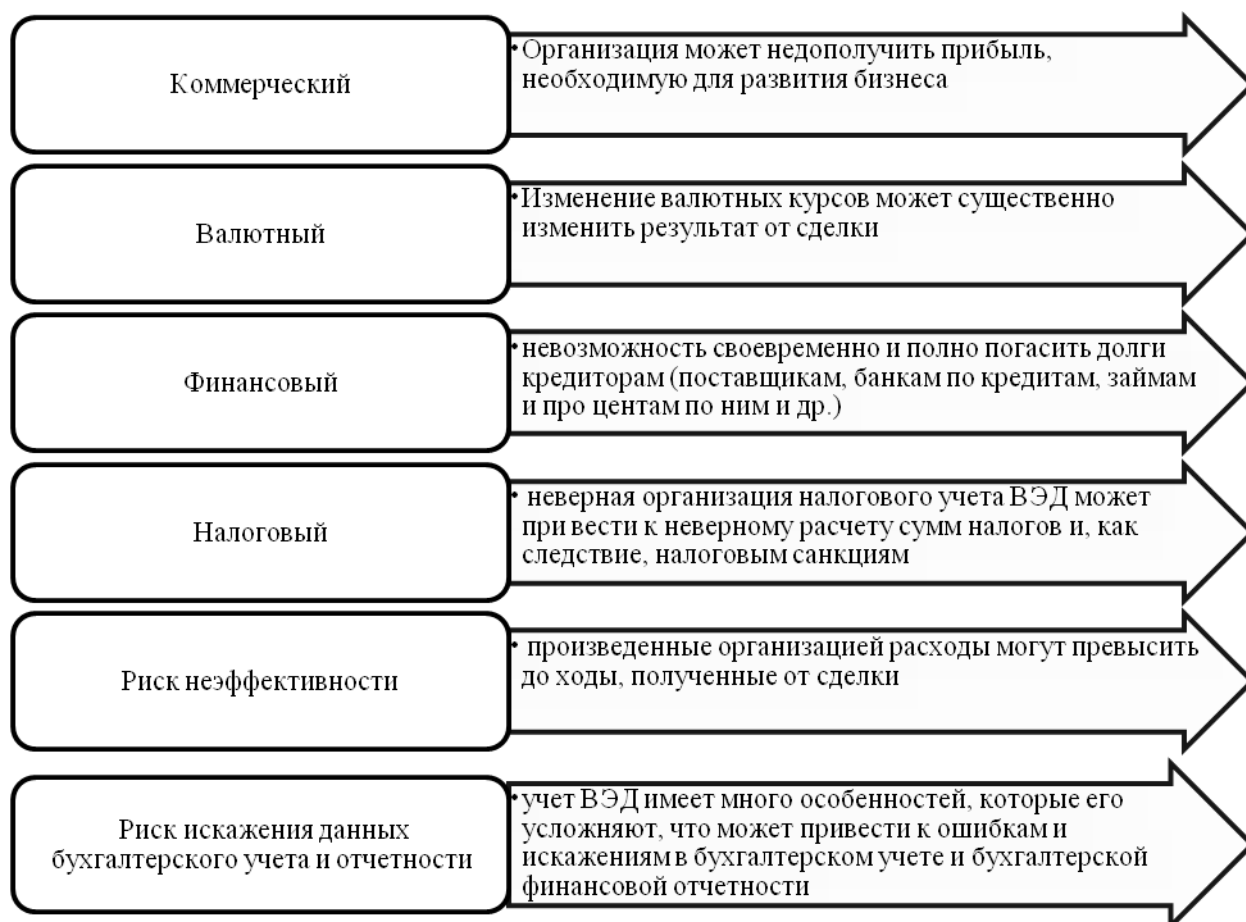 Коммерческий
• Организация может недополучить прибыль,
необходимую для развития бизнеса
Валютный
• Изменение валютных курсов может существенно
изменить результат от сделки
Финансовый
• невозможность своевременно и полно погасить долги
кредиторам (поставщикам, банкам по кредитам, займам
и про центам по ним и др.)
Налоговый
• неверная организация налогового учета ВЭД может
при вести к неверному расчету сумм налогов и, как
следствие, налоговым санкциям
Риск неэффективности
• произведенные организацией расходы могут превысить
до ходы, полученные от сделки
Риск искажения данных
бухгалтерского учета и отчетности
• учет ВЭД имеет много особенностей, которые его
усложняют, что может привести к ошибкам и
искажениям в бухгалтерском учете и бухгалтерской
финансовой отчетности